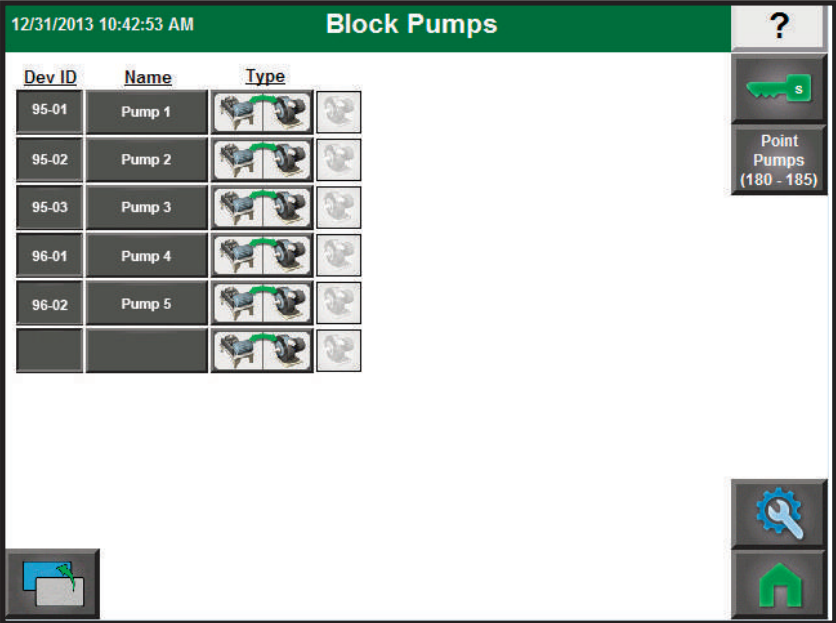 12/31/2013 10:42:53 AM Block Pumps ?
Dev ID Name Type
S
95-01 Pump 1
Point
Pumps
(180 - 185)
95-02 Pump 2
95-03 Pump 3
96-01 Pump 4
96-02 Pump 5